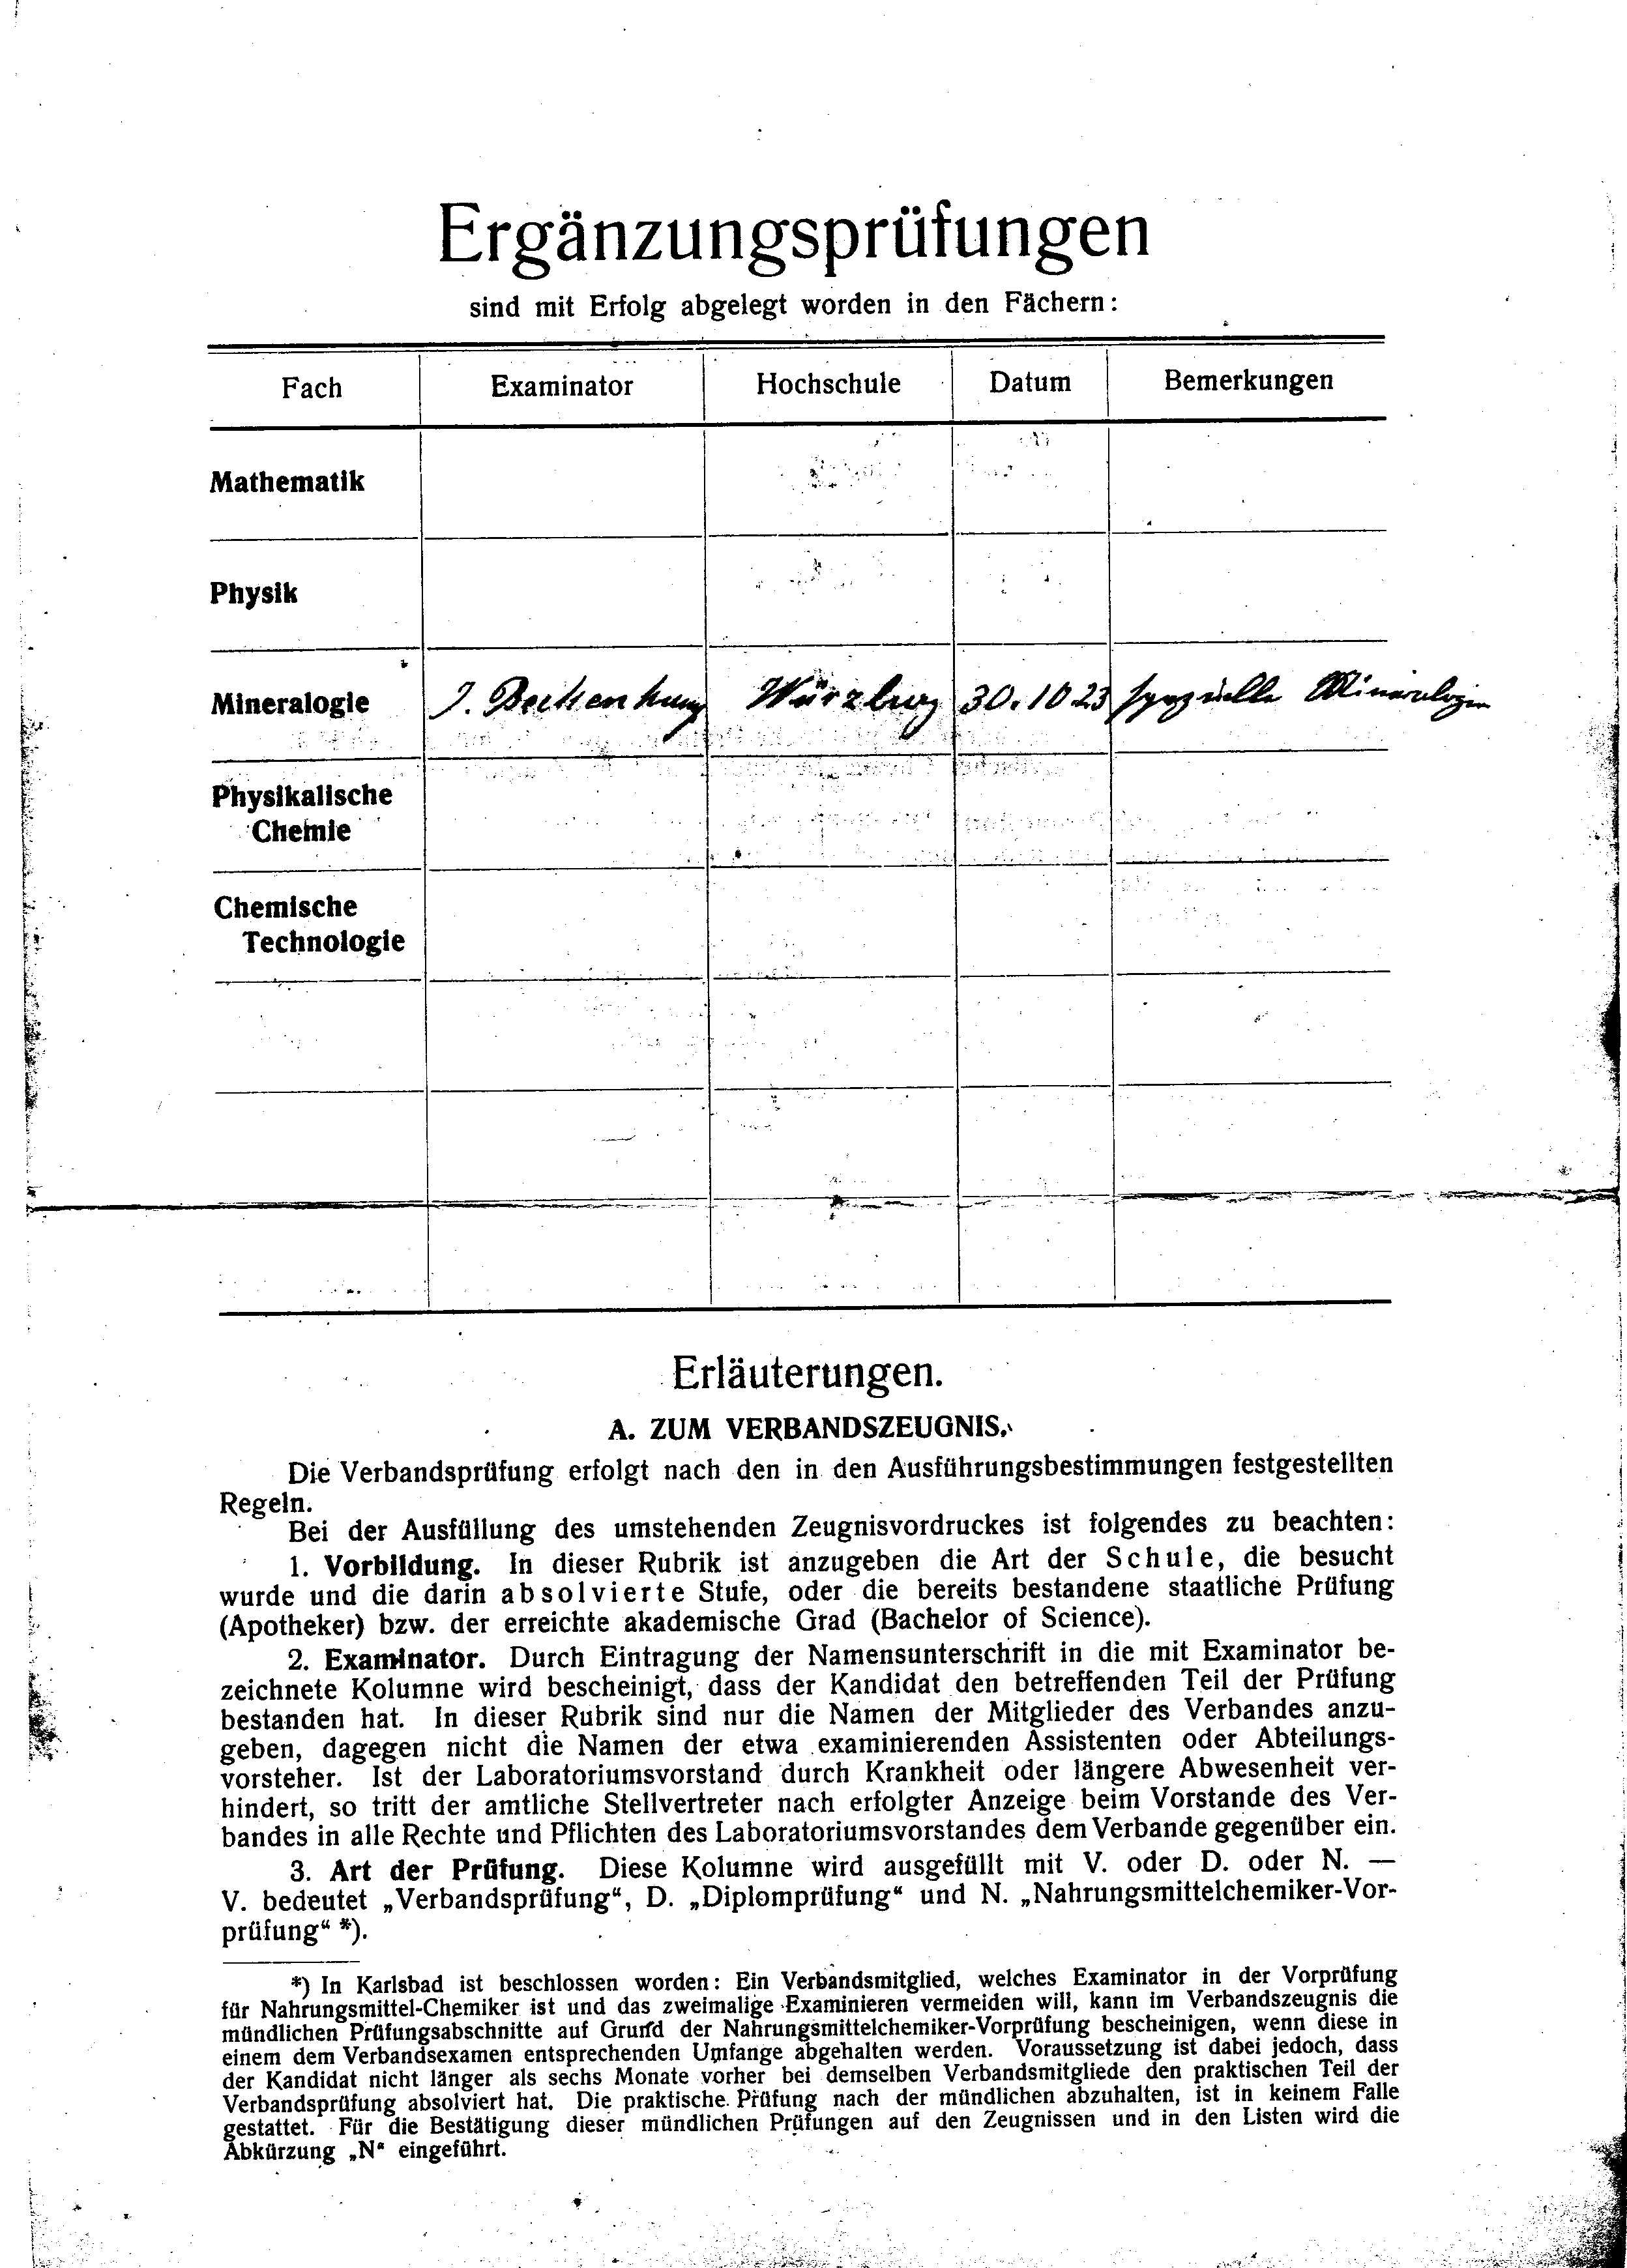 Ergänzungsprüfungen
sind mit Erfolg abgelegt worden in den Fächern:
Fach Examinator Hochschule Datum Bemerkungen
Mathematik
Physik
Mineralogie J. Beckenkamp Würzburg 30.10.23 spezielle Mineralogie
Physikalische
Chemie
Chemische
Technologie
Erläuterungen.
A. ZUM VERBANDSZEUGNIS.
Die Verbandsprüfung erfolgt nach den in den Ausführungsbestimmungen festgestellten
Regeln.
Bei der Ausfüllung des umstehenden Zeugnisvordruckes ist folgendes zu beachten:
1. Vorbildung. In dieser Rubrik ist anzugeben die Art der Schule, die besucht
wurde und die darin absolvierte Stufe, oder die bereits bestandene staatliche Prüfung
(Apotheker) bzw. der erreichte akademische Grad (Bachelor of Science).
2. Examinator. Durch Eintragung der Namensunterschrift in die mit Examinator be-
zeichnete Kolumne wird bescheinigt, dass der Kandidat den betreffenden Teil der Prüfung
bestanden hat. In dieser Rubrik sind nur die Namen der Mitglieder des Verbandes anzu-
geben, dagegen nicht die Namen der etwa examinierenden Assistenten oder Abteilungs-
vorsteher. Ist der Laboratoriumsvorstand durch Krankheit oder längere Abwesenheit ver-
hindert, so tritt der amtliche Stellvertreter nach erfolgter Anzeige beim Vorstande des Ver-
bandes in alle Rechte und Pflichten des Laboratoriumsvorstandes dem Verbande gegenüber ein.
3. Art der Prüfung. Diese Kolumne wird ausgefüllt mit V. oder D. oder N. —
V. bedeutet „Verbandsprüfung“, D. „Diplomprüfung“ und N. „Nahrungsmittelchemiker-Vor-
prüfung“ *).
*) In Karlsbad ist beschlossen worden: Ein Verbandsmitglied, welches Examinator in der Vorprüfung
für Nahrungsmittel-Chemiker ist und das zweimalige Examinieren vermeiden will, kann im Verbandszeugnis die
mündlichen Prüfungsabschnitte auf Grund der Nahrungsmittelchemiker-Vorprüfung bescheinigen, wenn diese in
einem dem Verbandsexamen entsprechenden Umfange abgehalten werden. Voraussetzung ist dabei jedoch, dass
der Kandidat nicht länger als sechs Monate vorher bei demselben Verbandsmitgliede den praktischen Teil der
Verbandsprüfung absolviert hat. Die praktische Prüfung nach der mündlichen abzuhalten, ist in keinem Falle
gestattet. Für die Bestätigung dieser mündlichen Prüfungen auf den Zeugnissen und in den Listen wird die
Abkürzung „N“ eingeführt.